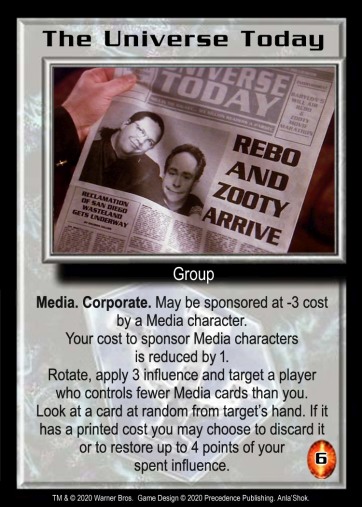 The Universe Today
UNIVERSE
TODAY
REBO
AND
ZOOTY
ARRIVE
RECLAMATION
OF SAN DIEGO
WASTELAND
GETS UNDERWAY
Group
Media. Corporate. May be sponsored at -3 cost
by a Media character.
Your cost to sponsor Media characters
is reduced by 1.
Rotate, apply 3 influence and target a player
who controls fewer Media cards than you.
Look at a card at random from target's hand. If it
has a printed cost you may choose to discard it
or to restore up to 4 points of your
spent influence.
6
TM & © 2020 Warner Bros. Game Design © 2020 Precedence Publishing. Anla'Shok.